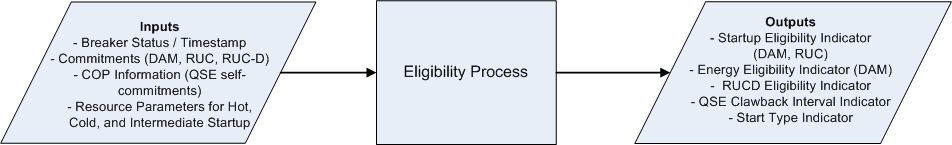 Inputs
- Breaker Status / Timestamp
- Commitments (DAM, RUC, RUC-D)
- COP Information (QSE self-
commitments)
- Resource Parameters for Hot,
Cold, and Intermediate Startup
Eligibility Process
Outputs
- Startup Eligibility Indicator
(DAM, RUC)
- Energy Eligibility Indicator (DAM)
- RUCD Eligibility Indicator
- QSE Clawback Interval Indicator
- Start Type Indicator